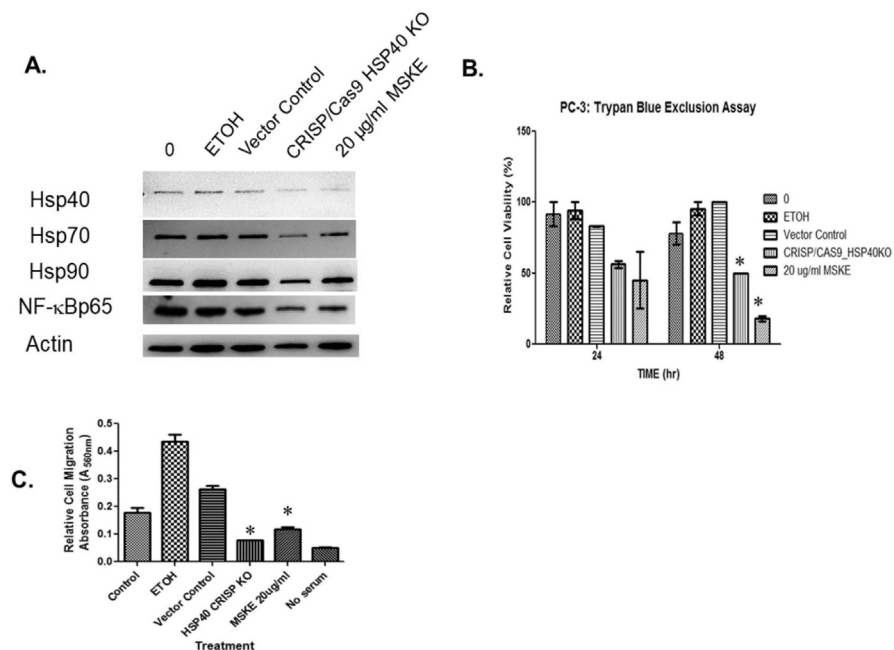 A.
0
ETOH
Vector Control
CRISP/Cas9 HSP40 KO
20 µg/ml MSKE
Hsp40
Hsp70
Hsp90
NF-κBp65
Actin
B.
PC-3: Trypan Blue Exclusion Assay
Relative Cell Viability (%)
150
100
50
0
24
48
TIME (hr)
0
ETOH
Vector Control
CRISP/CAS9_HSP40KO
20 ug/ml MSKE
*
*
C.
Relative Cell Migration
Absorbance (A560nm)
0.5
0.4
0.3
0.2
0.1
0.0
*
*
Control
ETOH
Vector Control
HSP40 CRISP KO
MSKE 20ug/ml
No serum
Treatment